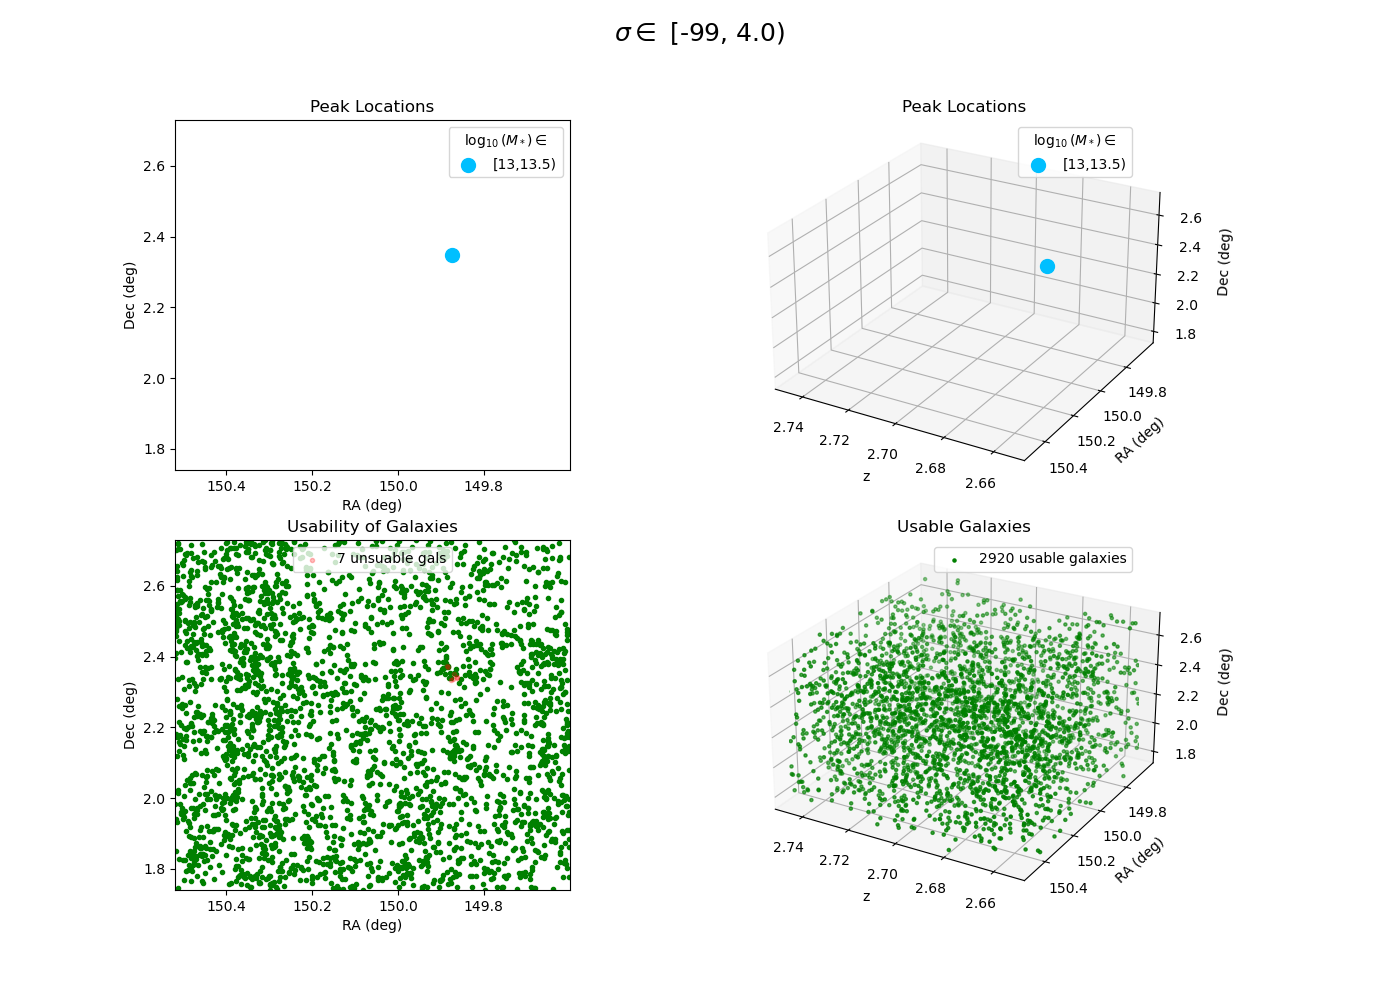 σ∈ [-99, 4.0)
Peak Locations
log10(M*)∈
[13,13.5)
2.6
2.4
2.2
2.0
1.8
Dec (deg)
150.4 150.2 150.0 149.8
RA (deg)
Peak Locations
log10(M*)∈
[13,13.5)
2.6
2.4
2.2
2.0
1.8
Dec (deg)
149.8
150.0
150.2
150.4
RA (deg)
2.74
2.72
2.70
2.68
2.66
z
Usability of Galaxies
7 unsuable gals
2.6
2.4
2.2
2.0
1.8
Dec (deg)
150.4 150.2 150.0 149.8
RA (deg)
Usable Galaxies
2920 usable galaxies
2.6
2.4
2.2
2.0
1.8
Dec (deg)
149.8
150.0
150.2
150.4
RA (deg)
2.74
2.72
2.70
2.68
2.66
z